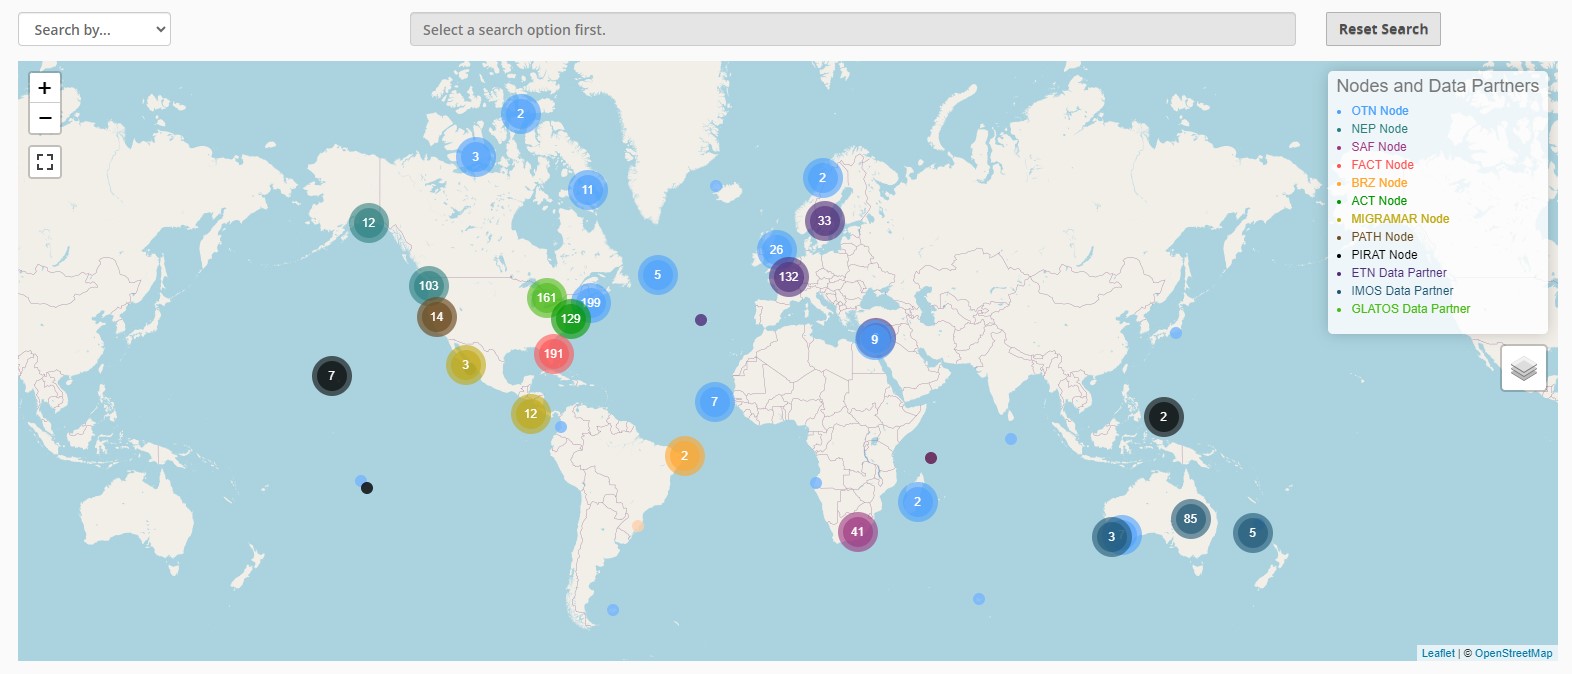 Search by...
Select a search option first.
Reset Search
+
−
Nodes and Data Partners
OTN Node
NEP Node
SAF Node
FACT Node
BRZ Node
ACT Node
MIGRAMAR Node
PATH Node
PIRAT Node
ETN Data Partner
IMOS Data Partner
GLATOS Data Partner
2
3
11
2
12
33
26
5
132
103
161
199
14
129
9
191
3
7
7
12
2
2
2
85
41
3
5
Leaflet | © OpenStreetMap